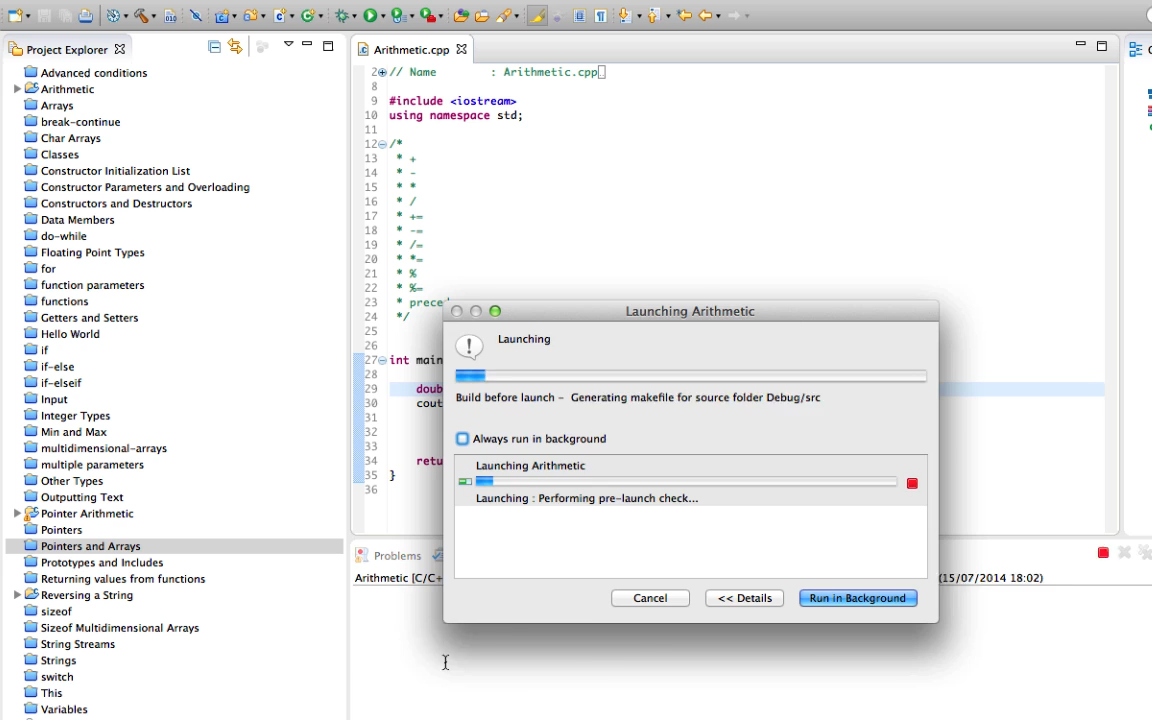 Project Explorer
Advanced conditions
Arithmetic
Arrays
break-continue
Char Arrays
Classes
Constructor Initialization List
Constructor Parameters and Overloading
Constructors and Destructors
Data Members
do-while
Floating Point Types
for
function parameters
functions
Getters and Setters
Hello World
if
if-else
if-elseif
Input
Integer Types
Min and Max
multidimensional-arrays
multiple parameters
Other Types
Outputting Text
Pointer Arithmetic
Pointers
Pointers and Arrays
Prototypes and Includes
Returning values from functions
Reversing a String
sizeof
Sizeof Multidimensional Arrays
String Streams
Strings
switch
This
Variables
Arithmetic.cpp
2 // Name : Arithmetic.cpp
8
9 #include <iostream>
10 using namespace std;
11
12 /*
13 * +
14 * -
15 * *
16 * /
17 * +=
18 * -=
19 * /=
20 * *=
21 * %
22 * %=
23 * preced
24 */
25
26
27 int main
28
29 doub
30 cout
31
32
33
34 retu
35 }
36
Launching Arithmetic
Launching
Build before launch - Generating makefile for source folder Debug/src
Always run in background
Launching Arithmetic
Launching : Performing pre-launch check...
Cancel
<< Details
Run in Background
Problems
Arithmetic [C/C+
(15/07/2014 18:02)